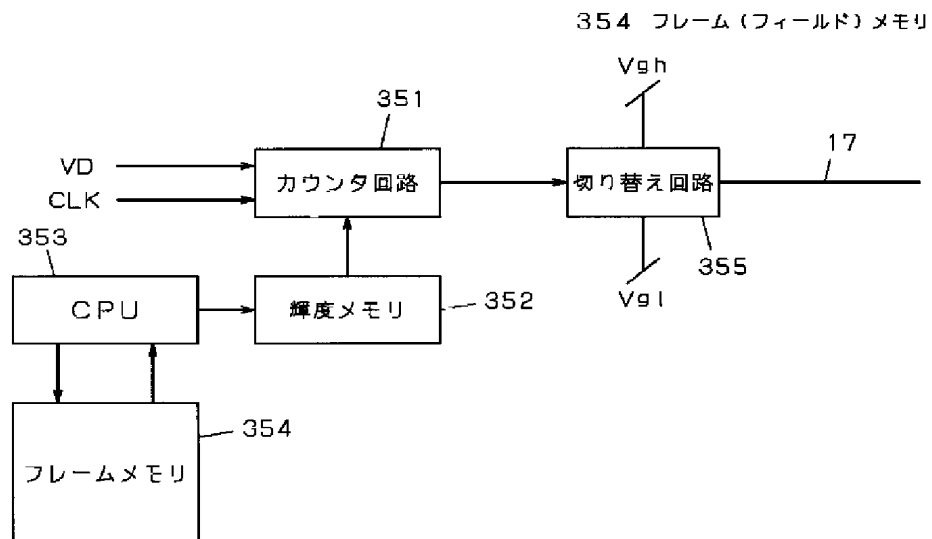 354 フレーム(フィールド)メモリ
Vgh
351
17
VD
CLK
カウンタ回路
切り替え回路
353
355
CPU
輝度メモリ
352
Vgl
354
フレームメモリ